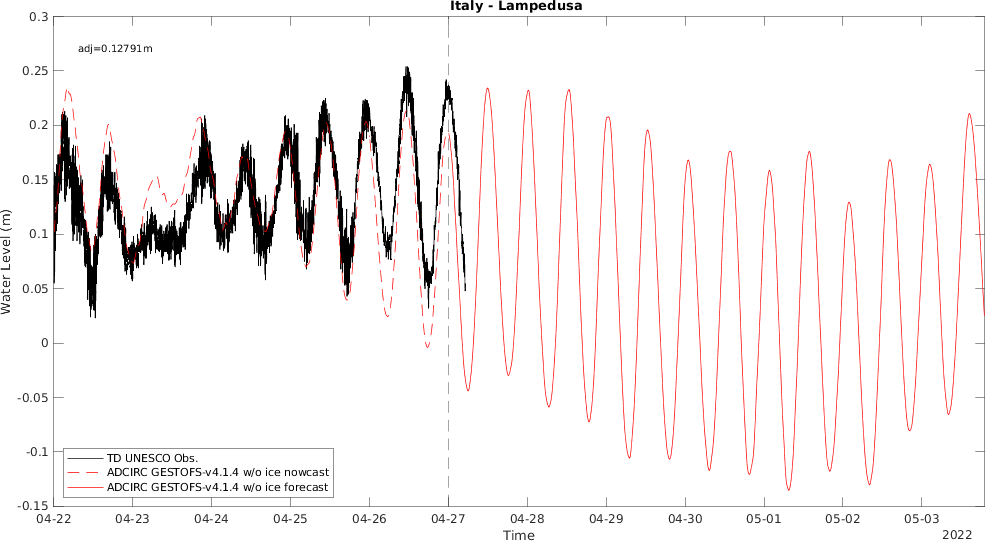 Italy - Lampedusa
adj=0.12791m
0.3
0.25
0.2
0.15
0.1
0.05
0
-0.05
-0.1
-0.15
Water Level (m)
TD UNESCO Obs.
ADCIRC GESTOFS-v4.1.4 w/o ice nowcast
ADCIRC GESTOFS-v4.1.4 w/o ice forecast
04-22 04-23 04-24 04-25 04-26 04-27 04-28 04-29 04-30 05-01 05-02 05-03
Time
2022